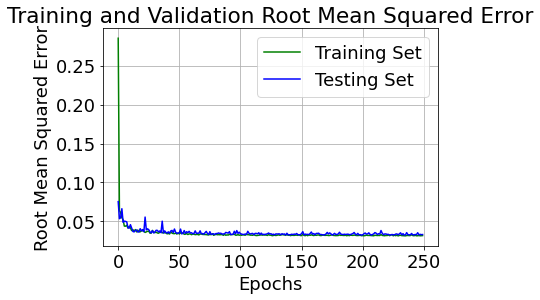 Training and Validation Root Mean Squared Error
Root Mean Squared Error
0.25
0.20
0.15
0.10
0.05
Training Set
Testing Set
0 50 100 150 200 250
Epochs